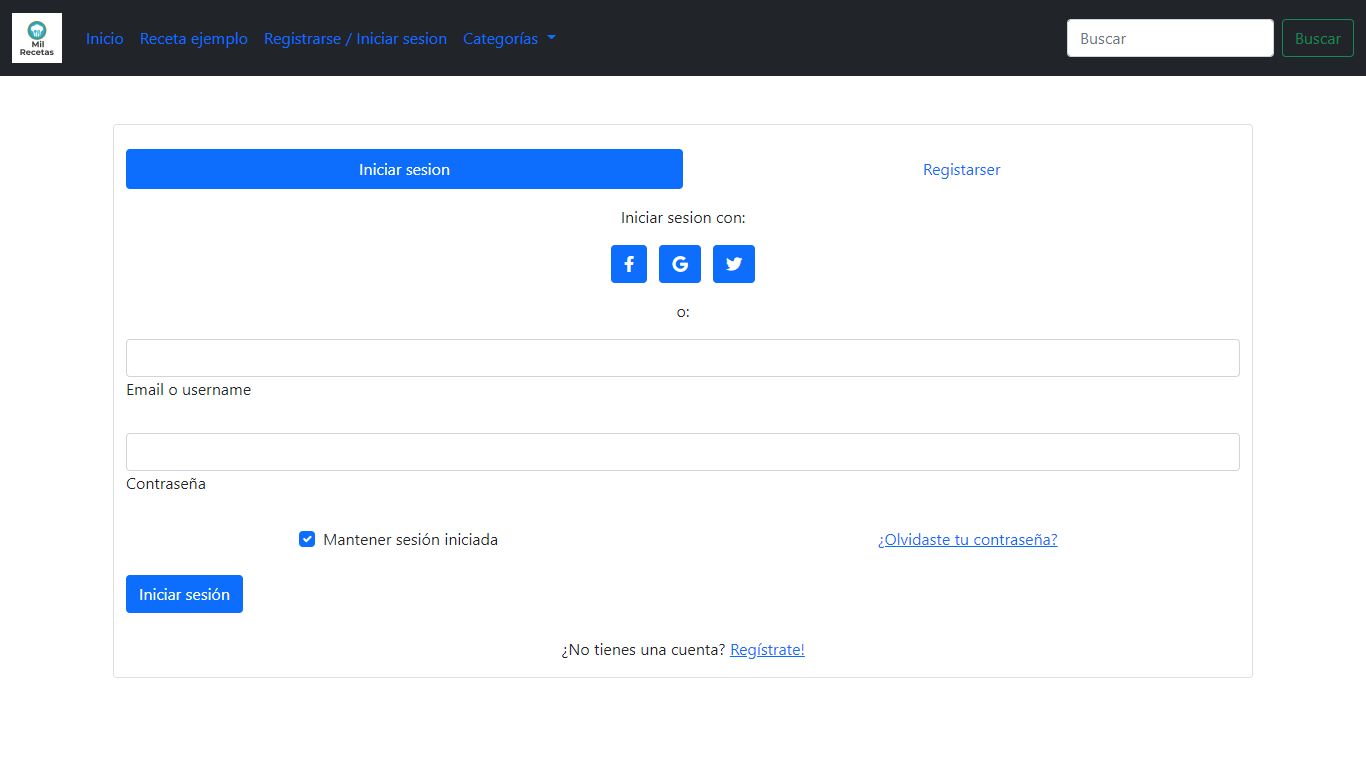 Mil
Recetas
Inicio Receta ejemplo Registrarse / Iniciar sesion Categorías Buscar Buscar
Iniciar sesion Registarser
Iniciar sesion con:
o:
Email o username
Contraseña
Mantener sesión iniciada ¿Olvidaste tu contraseña?
Iniciar sesión
¿No tienes una cuenta? Regístrate!